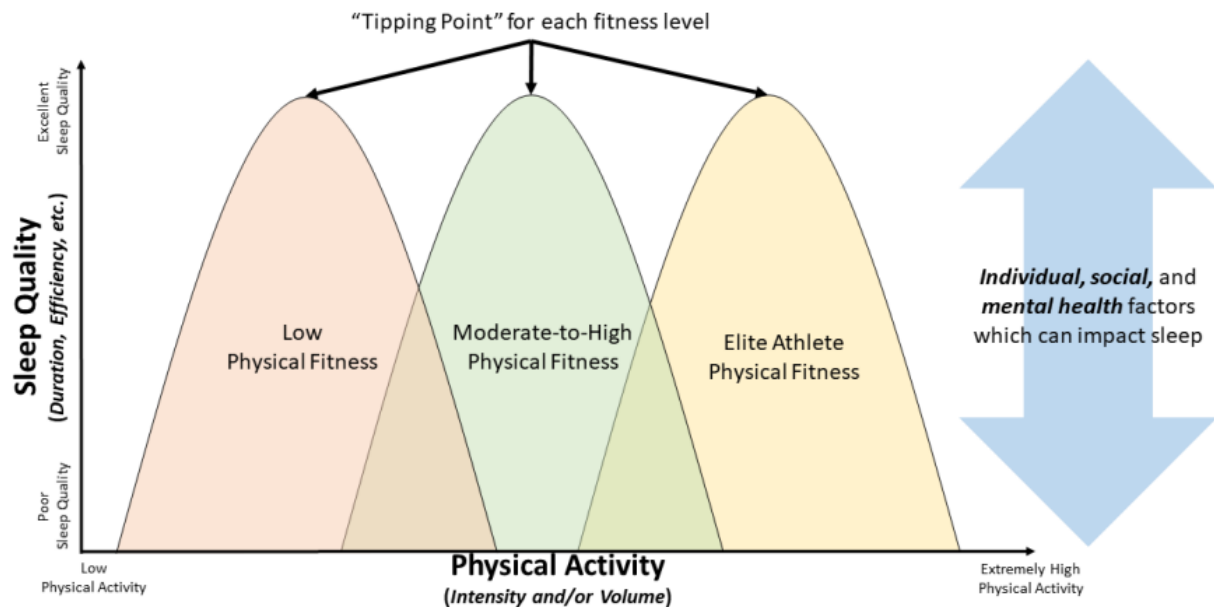 “Tipping Point” for each fitness level
Excellent
Sleep Quality
Sleep Quality
(Duration, Efficiency, etc.)
Poor
Sleep Quality
Low
Physical Fitness
Moderate-to-High
Physical Fitness
Elite Athlete
Physical Fitness
Individual, social, and
mental health factors
which can impact sleep
Low
Physical Activity
Physical Activity
(Intensity and/or Volume)
Extremely High
Physical Activity